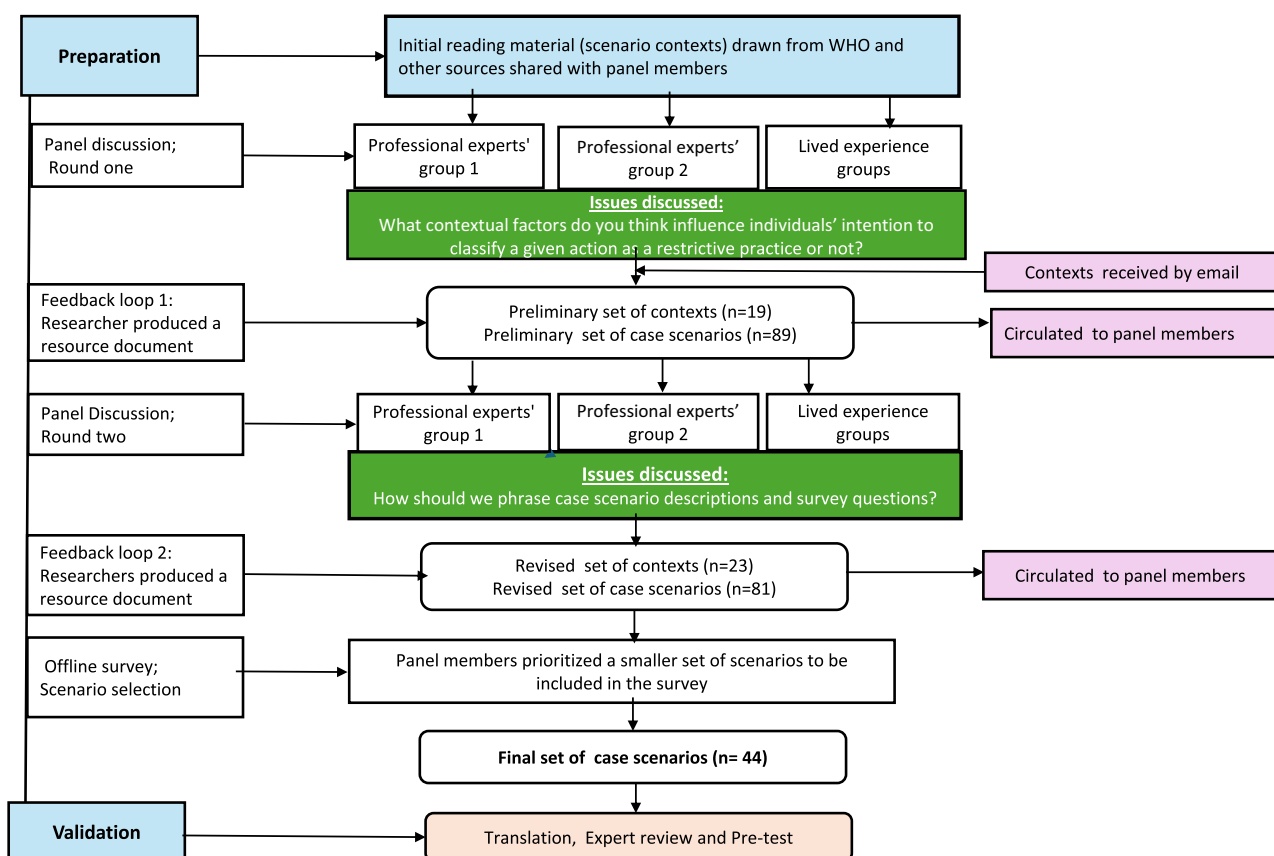 Preparation
Initial reading material (scenario contexts) drawn from WHO and
other sources shared with panel members
Panel discussion;
Round one
Professional experts'
group 1
Professional experts’
group 2
Lived experience
groups
Issues discussed:
What contextual factors do you think influence individuals’ intention to
classify a given action as a restrictive practice or not?
Contexts received by email
Feedback loop 1:
Researcher produced a
resource document
Preliminary set of contexts (n=19)
Preliminary set of case scenarios (n=89)
Circulated to panel members
Panel Discussion;
Round two
Professional experts'
group 1
Professional experts’
group 2
Lived experience
groups
Issues discussed:
How should we phrase case scenario descriptions and survey questions?
Feedback loop 2:
Researchers produced a
resource document
Revised set of contexts (n=23)
Revised set of case scenarios (n=81)
Circulated to panel members
Offline survey;
Scenario selection
Panel members prioritized a smaller set of scenarios to be
included in the survey
Final set of case scenarios (n= 44)
Validation
Translation, Expert review and Pre-test